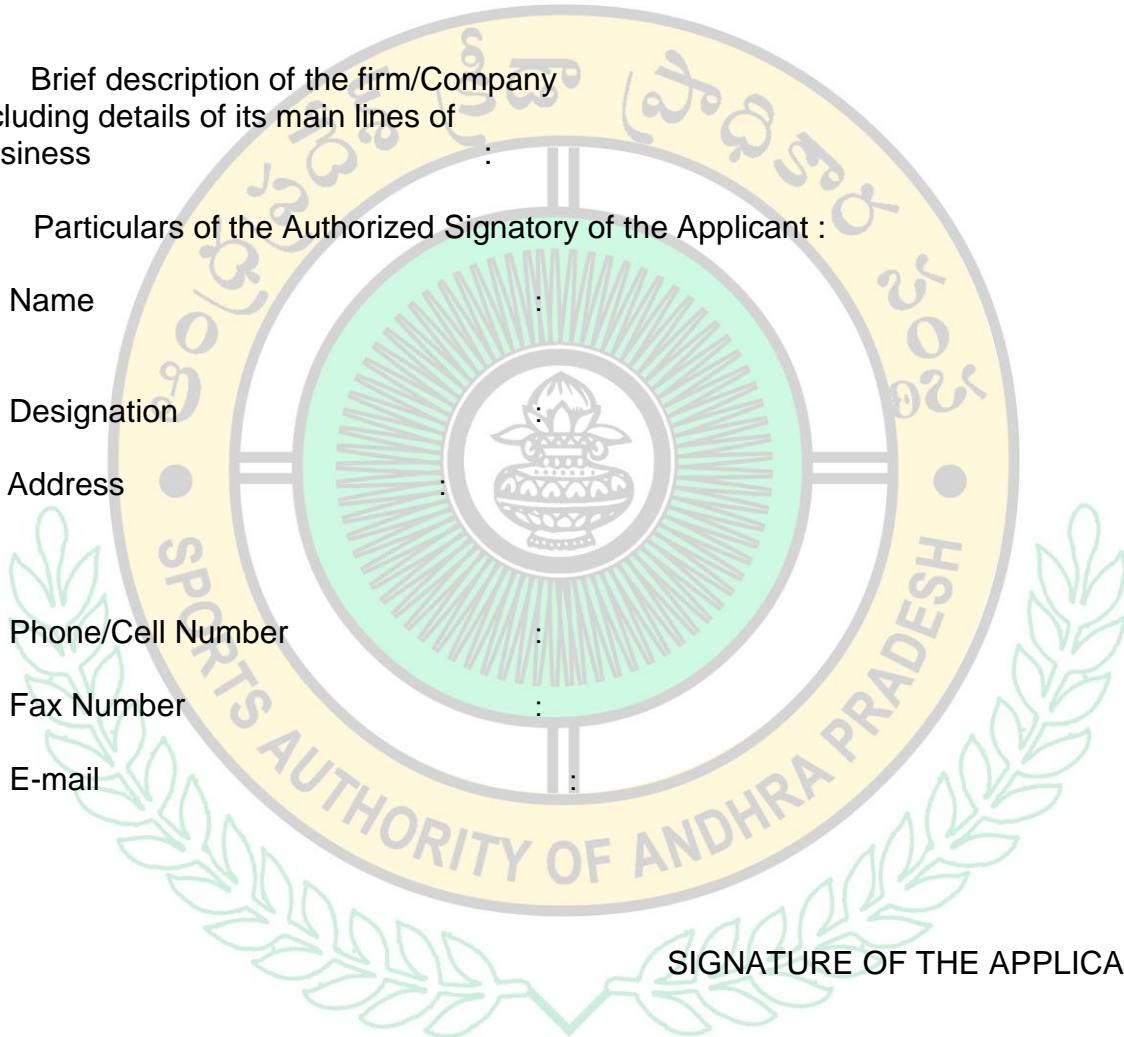 Brief description of the firm/Company
cluding details of its main lines of
siness :
Particulars of the Authorized Signatory of the Applicant :
Name :
Designation :
Address :
Phone/Cell Number :
Fax Number :
E-mail :
SIGNATURE OF THE APPLICA
ఆంధ్రప్రదేశ్ క్రీడా ప్రాధికార సంస్థ
SPORTS AUTHORITY OF ANDHRA PRADESH